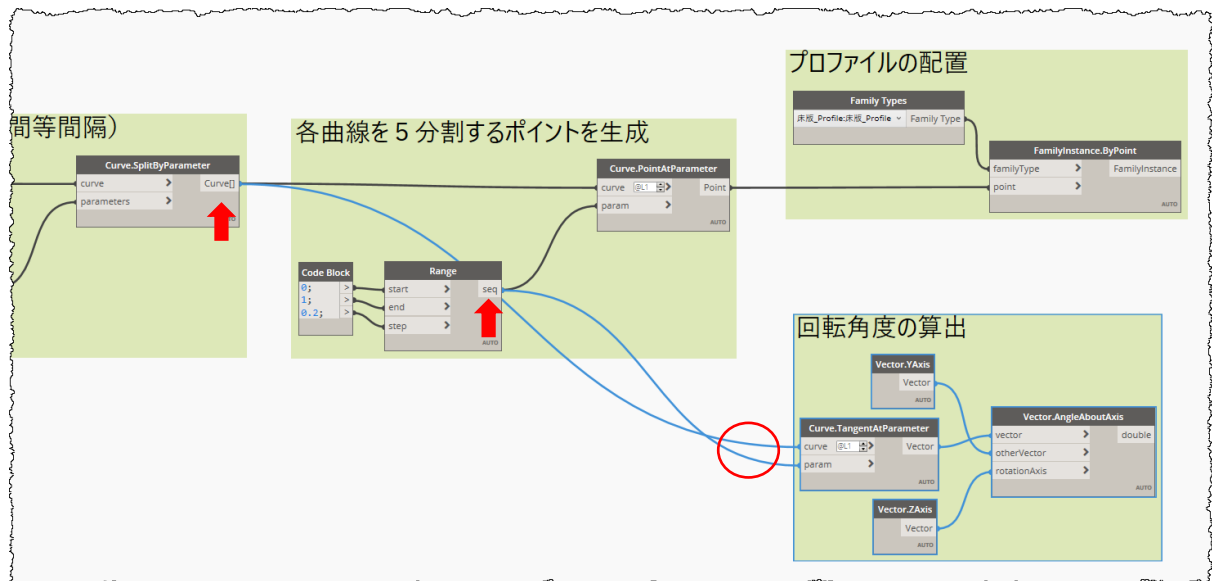 間等間隔）
Curve.SplitByParameter
curve > Curve[]
parameters >
各曲線を５分割するポイントを生成
Curve.PointAtParameter
curve @L1 > Point
param >
AUTO
Code Block
0; >
1; >
0.2; >
Range
start > seq
end >
step >
AUTO
プロファイルの配置
Family Types
床版_Profile:床版_Profile Family Type
FamilyInstance.ByPoint
familyType > FamilyInstance
point >
AUTO
回転角度の算出
Vector.YAxis
Vector
AUTO
Curve.TangentAtParameter
curve @L1 > Vector
param >
AUTO
Vector.ZAxis
Vector
AUTO
Vector.AngleAboutAxis
vector > double
otherVector >
rotationAxis >
AUTO